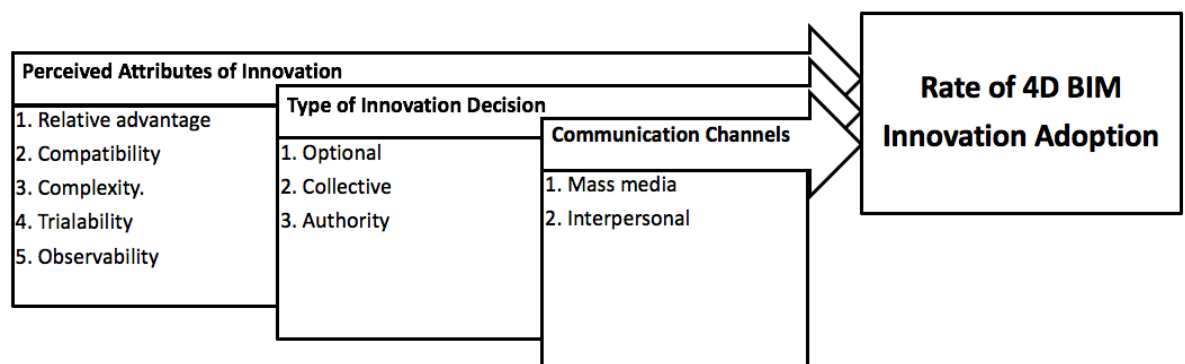 Perceived Attributes of Innovation
1. Relative advantage
2. Compatibility
3. Complexity.
4. Trialability
5. Observability
Type of Innovation Decision
1. Optional
2. Collective
3. Authority
Communication Channels
1. Mass media
2. Interpersonal
Rate of 4D BIM
Innovation Adoption